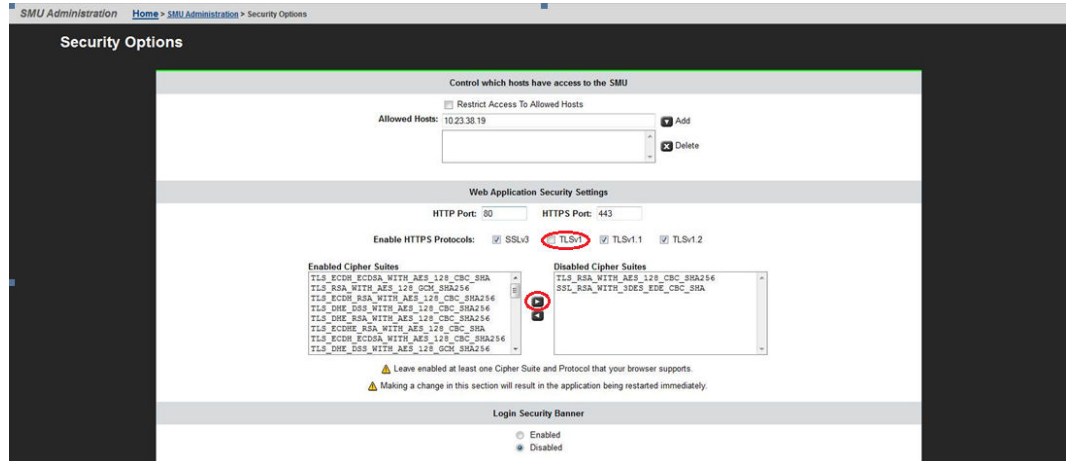 SMU Administration Home > SMU Administration > Security Options
Security Options
Control which hosts have access to the SMU
Restrict Access To Allowed Hosts
Allowed Hosts: 10.23.38.19 Add
Delete
Web Application Security Settings
HTTP Port: 80 HTTPS Port: 443
Enable HTTPS Protocols: SSLv3 TLSv1 TLSv1.1 TLSv1.2
Enabled Cipher Suites Disabled Cipher Suites
TLS_ECDH_ECDSA_WITH_AES_128_CBC_SHA TLS_RSA_WITH_AES_128_CBC_SHA256
TLS_RSA_WITH_AES_128_GCM_SHA256 SSL_RSA_WITH_3DES_EDE_CBC_SHA
TLS_ECDH_RSA_WITH_AES_128_CBC_SHA256
TLS_DHE_DSS_WITH_AES_128_CBC_SHA256
TLS_DHE_RSA_WITH_AES_128_CBC_SHA256
TLS_ECDHE_RSA_WITH_AES_128_CBC_SHA
TLS_ECDH_ECDSA_WITH_AES_128_CBC_SHA256
TLS_DHE_DSS_WITH_AES_128_GCM_SHA256
Leave enabled at least one Cipher Suite and Protocol that your browser supports.
Making a change in this section will result in the application being restarted immediately.
Login Security Banner
Enabled
Disabled